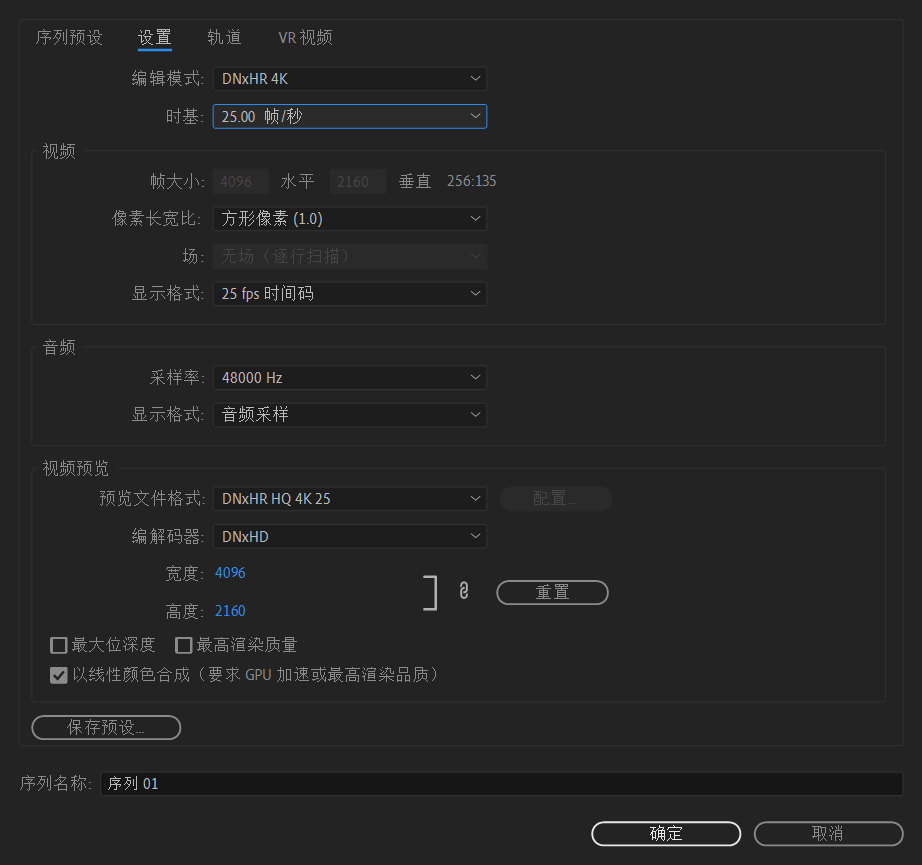 序列预设 设置 轨道 VR 视频
编辑模式: DNxHR 4K
时基: 25.00 帧/秒
视频
帧大小: 4096 水平 2160 垂直 256:135
像素长宽比: 方形像素 (1.0)
场: 无场（逐行扫描）
显示格式: 25 fps 时间码
音频
采样率: 48000 Hz
显示格式: 音频采样
视频预览
预览文件格式: DNxHR HQ 4K 25 配置...
编解码器: DNxHD
宽度: 4096
重置
高度: 2160
最大位深度 最高渲染质量
以线性颜色合成（要求 GPU 加速或最高渲染品质）
保存预设...
序列名称: 序列 01
确定 取消